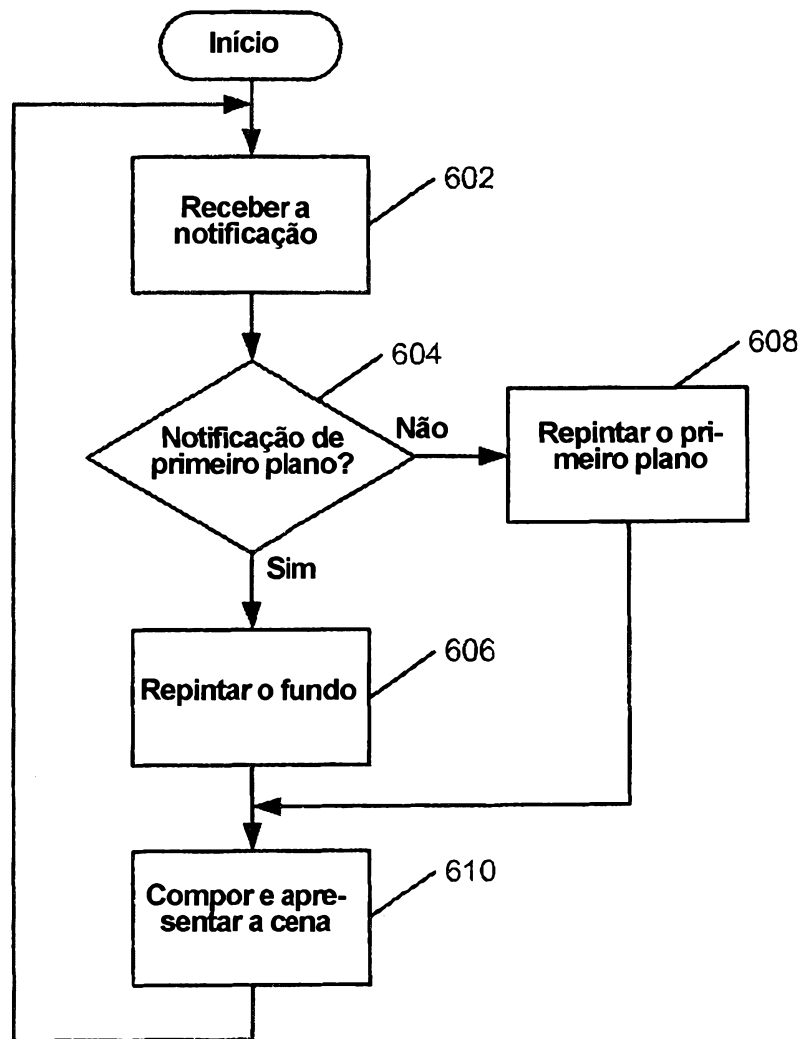 Início
Receber a
notificação
602
604
Notificação de
primeiro plano?
Não
608
Repintar o pri-
meiro plano
Sim
606
Repintar o fundo
610
Compor e apre-
sentar a cena